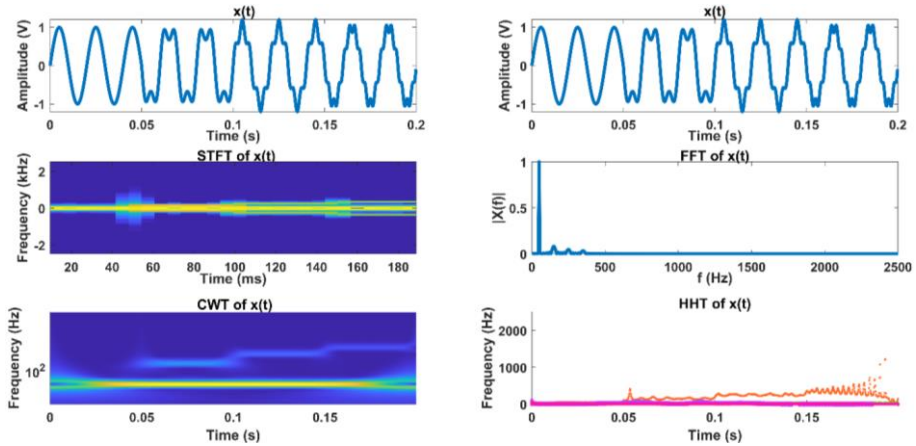 x(t)
Amplitude (V)
1
0
-1
0 0.05 0.1 0.15 0.2
Time (s)
x(t)
Amplitude (V)
1
0
-1
0 0.05 0.1 0.15 0.2
Time (s)
STFT of x(t)
Frequency (kHz)
2
0
-2
20 40 60 80 100 120 140 160 180
Time (ms)
FFT of x(t)
|X(f)|
1
0.5
0
0 500 1000 1500 2000 2500
f (Hz)
CWT of x(t)
Frequency (Hz)
10²
0 0.05 0.1 0.15
Time (s)
HHT of x(t)
Frequency (Hz)
2000
1000
0
0 0.05 0.1 0.15
Time (s)